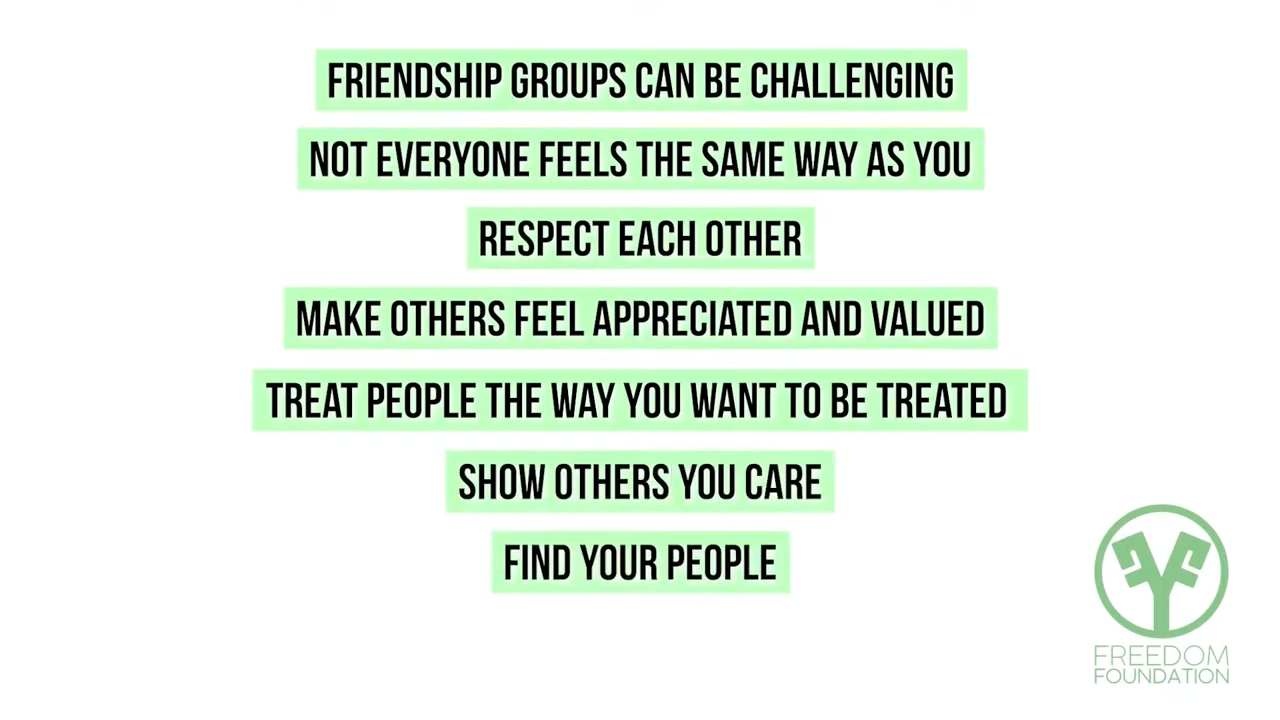 FRIENDSHIP GROUPS CAN BE CHALLENGING
NOT EVERYONE FEELS THE SAME WAY AS YOU
RESPECT EACH OTHER
MAKE OTHERS FEEL APPRECIATED AND VALUED
TREAT PEOPLE THE WAY YOU WANT TO BE TREATED
SHOW OTHERS YOU CARE
FIND YOUR PEOPLE
FREEDOM
FOUNDATION